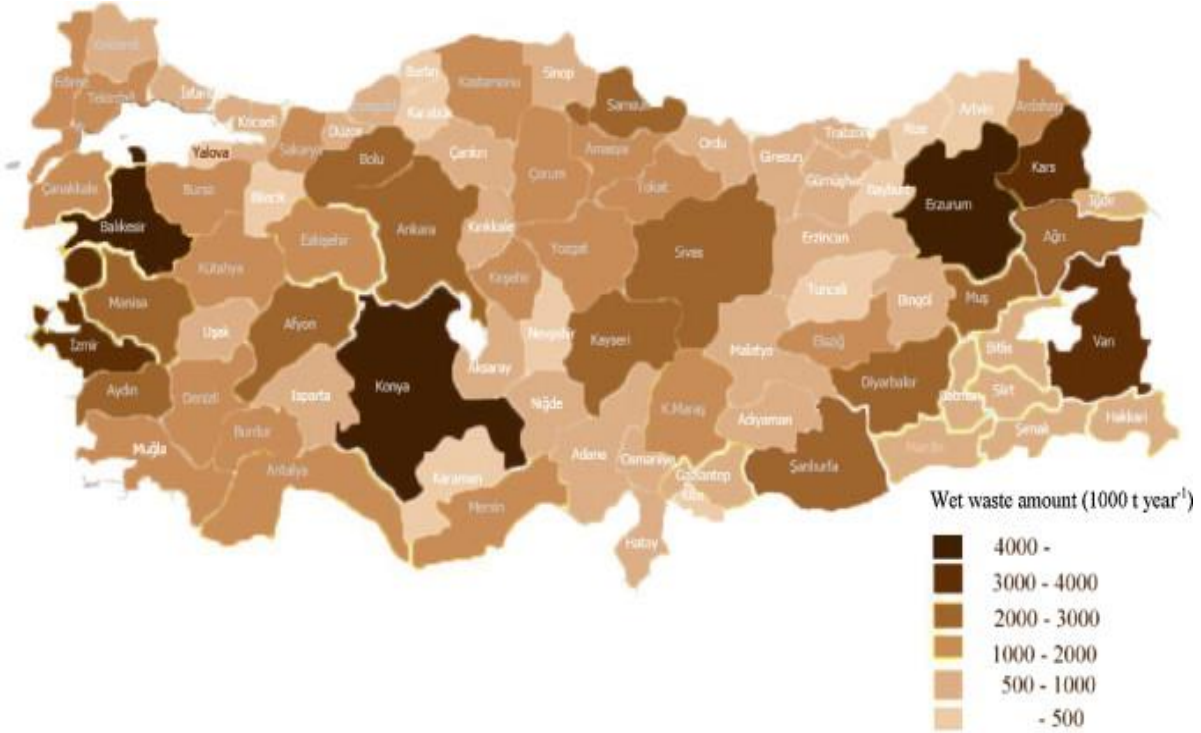 Kırklareli
Edirne
Tekirdağ
Kocaeli
Yalova
Sakarya
Düzce
Bartın
Karabük
Kastamonu
Sinop
Samsun
Bolu
Çankırı
Çorum
Amasya
Ordu
Tokat
Giresun
Trabzon
Gümüşhane
Rize
Artvin
Ardahan
Kars
Bayburt
Erzurum
Iğdır
Ağrı
Çanakkale
Balıkesir
Bursa
Bilecik
Eskişehir
Ankara
Kırıkkale
Yozgat
Kırşehir
Sivas
Erzincan
Tunceli
Bingöl
Muş
Kütahya
Manisa
Uşak
Afyon
İzmir
Aydın
Denizli
Isparta
Burdur
Muğla
Antalya
Konya
Aksaray
Nevşehir
Kayseri
Niğde
Malatya
Elazığ
Diyarbakır
Bitlis
Van
Siirt
Batman
Hakkari
Şırnak
Mardin
Şanlıurfa
Adıyaman
K.Maraş
Adana
Osmaniye
Gaziantep
Kilis
Karaman
Mersin
Hatay
Wet waste amount (1000 t year⁻¹)
4000 -
3000 - 4000
2000 - 3000
1000 - 2000
500 - 1000
- 500